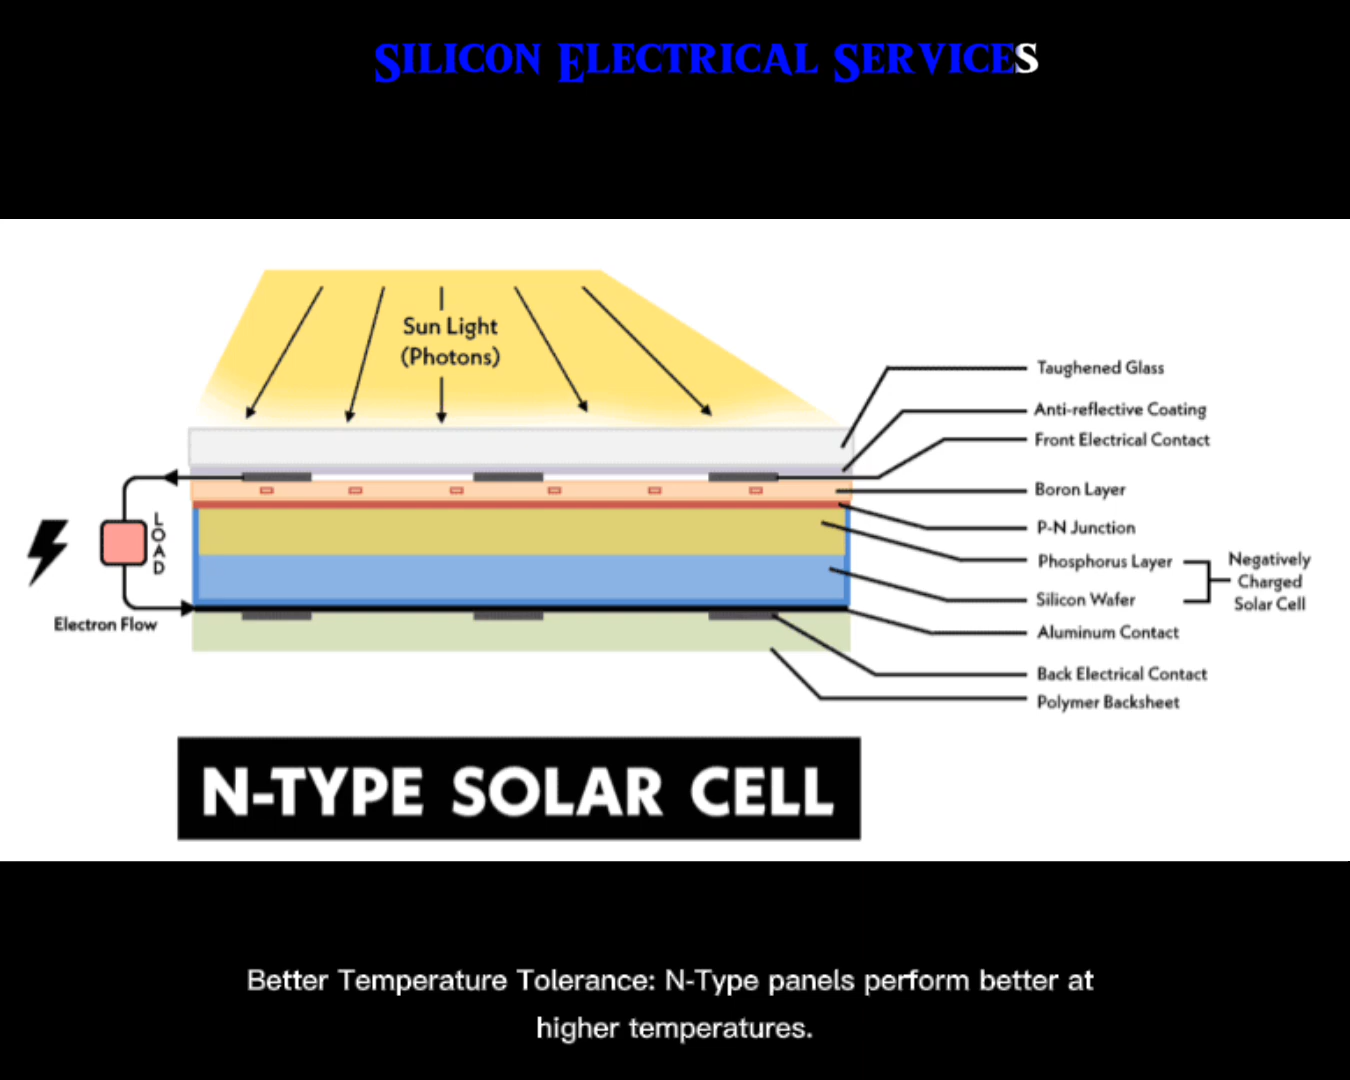 Silicon Electrical Services
Sun Light
(Photons)
Taughened Glass
Anti-reflective Coating
Front Electrical Contact
Boron Layer
P-N Junction
Phosphorus Layer
Silicon Wafer
Negatively
Charged
Solar Cell
Aluminum Contact
Back Electrical Contact
Polymer Backsheet
LOAD
Electron Flow
N-TYPE SOLAR CELL
Better Temperature Tolerance: N-Type panels perform better at
higher temperatures.